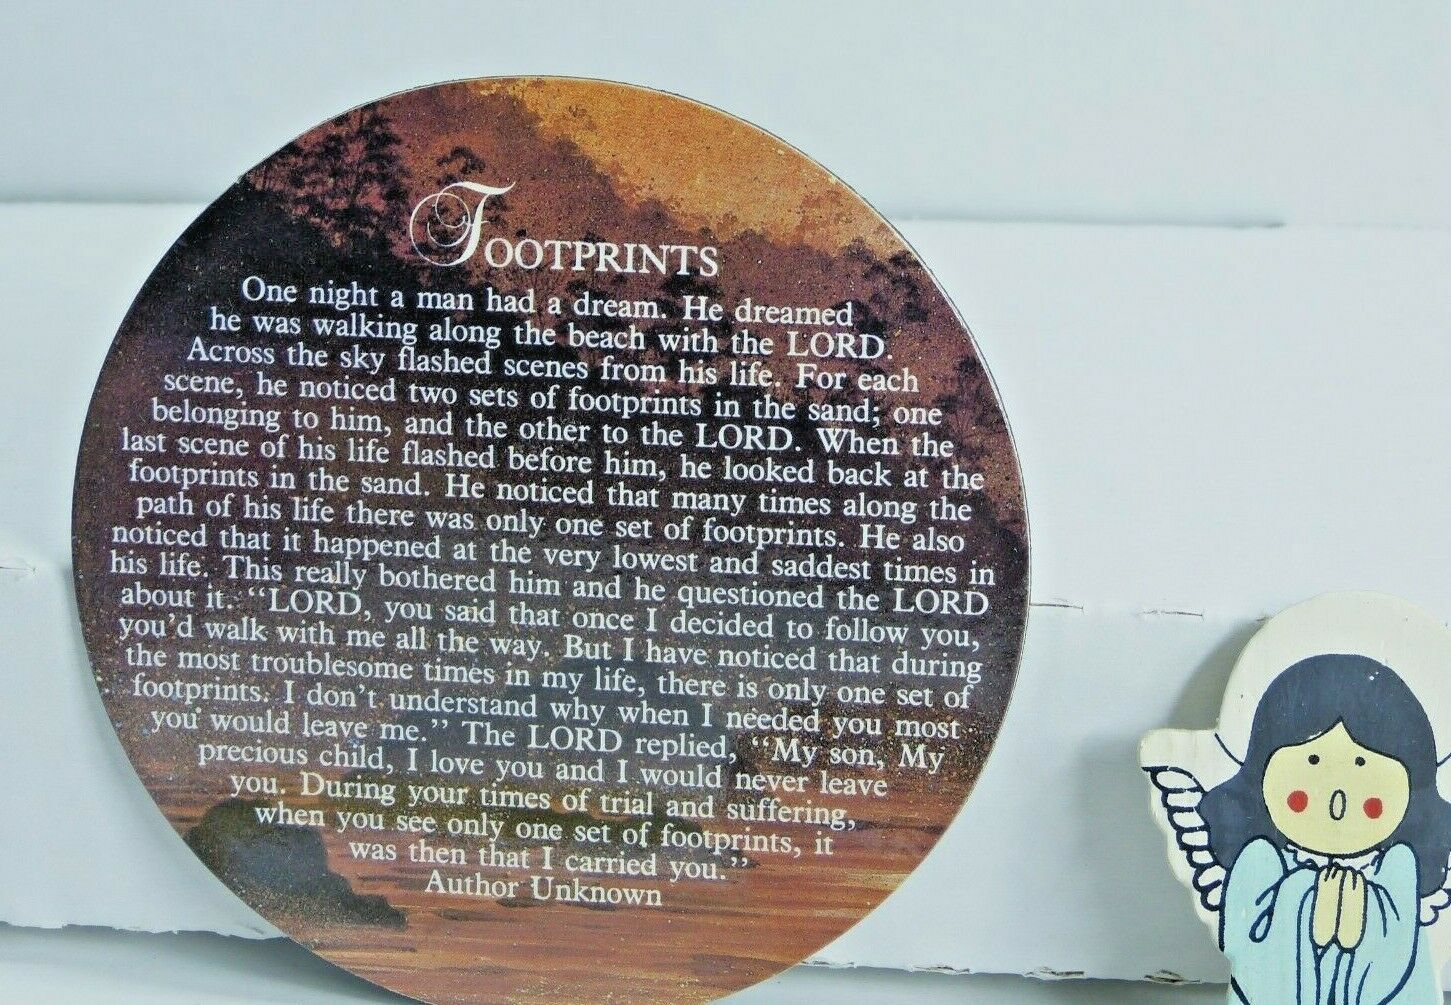 FOOTPRINTS
One night a man had a dream. He dreamed
he was walking along the beach with the LORD.
Across the sky flashed scenes from his life. For each
scene, he noticed two sets of footprints in the sand; one
belonging to him, and the other to the LORD. When the
last scene of his life flashed before him, he looked back at the
footprints in the sand. He noticed that many times along the
path of his life there was only one set of footprints. He also
noticed that it happened at the very lowest and saddest times in
his life. This really bothered him and he questioned the LORD
about it. “LORD, you said that once I decided to follow you,
you’d walk with me all the way. But I have noticed that during
the most troublesome times in my life, there is only one set of
footprints. I don’t understand why when I needed you most
you would leave me.” The LORD replied, “My son, My
precious child, I love you and I would never leave
you. During your times of trial and suffering,
when you see only one set of footprints, it
was then that I carried you.”
Author Unknown